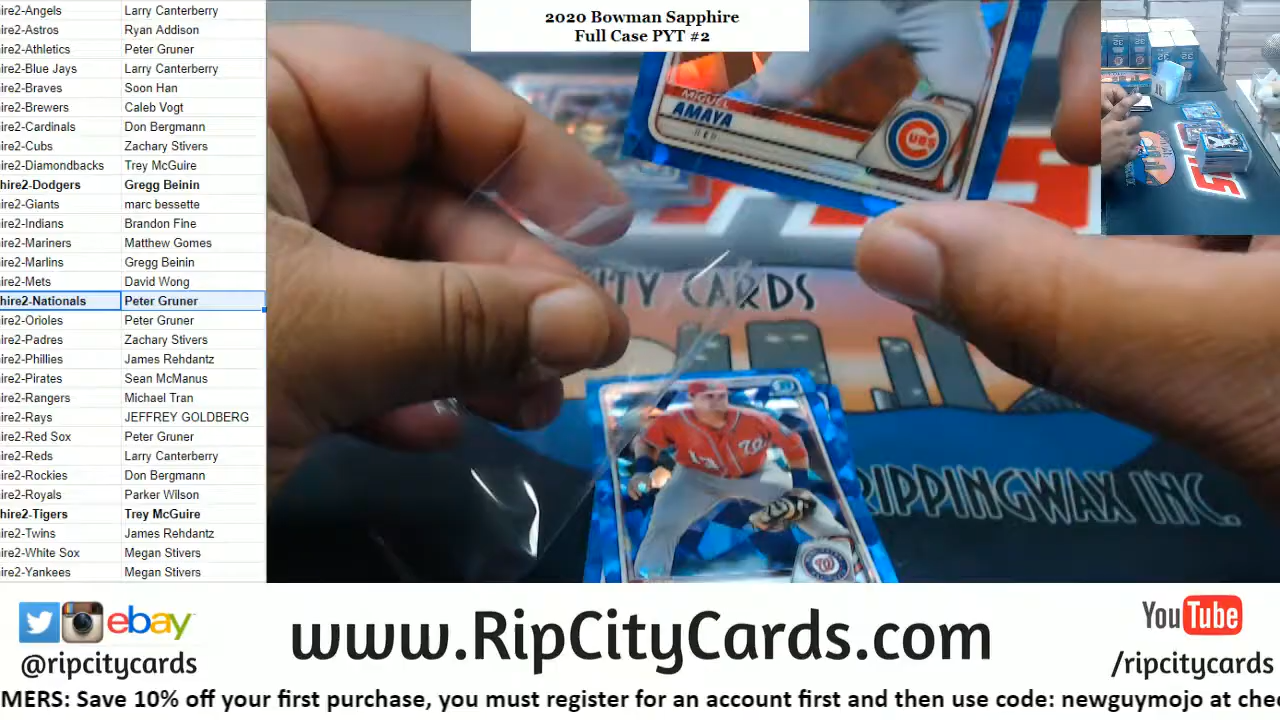 2020 Bowman Sapphire
Full Case PYT #2
ire2-Angels Larry Canterberry
ire2-Astros Ryan Addison
ire2-Athletics Peter Gruner
ire2-Blue Jays Larry Canterberry
ire2-Braves Soon Han
ire2-Brewers Caleb Vogt
ire2-Cardinals Don Bergmann
ire2-Cubs Zachary Stivers
ire2-Diamondbacks Trey McGuire
hire2-Dodgers Gregg Beinin
ire2-Giants marc bessette
ire2-Indians Brandon Fine
ire2-Mariners Matthew Gomes
ire2-Marlins Gregg Beinin
ire2-Mets David Wong
hire2-Nationals Peter Gruner
ire2-Orioles Peter Gruner
ire2-Padres Zachary Stivers
ire2-Phillies James Rehdantz
ire2-Pirates Sean McManus
ire2-Rangers Michael Tran
ire2-Rays JEFFREY GOLDBERG
ire2-Red Sox Peter Gruner
ire2-Reds Larry Canterberry
ire2-Rockies Don Bergmann
ire2-Royals Parker Wilson
hire2-Tigers Trey McGuire
ire2-Twins James Rehdantz
ire2-White Sox Megan Stivers
ire2-Yankees Megan Stivers
MIGUEL
AMAYA
CUBS
ITY CARDS
RIPPINGWAX INC.
13
W
ebay
@ripcitycards
www.RipCityCards.com
YouTube
/ripcitycards
MERS: Save 10% off your first purchase, you must register for an account first and then use code: newguymojo at che